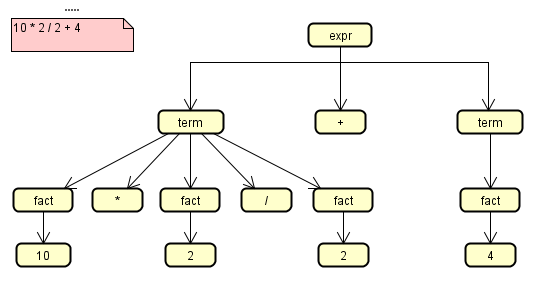 .....
10 * 2 / 2 + 4
expr
term
+
term
fact
*
fact
/
fact
fact
10
2
2
4